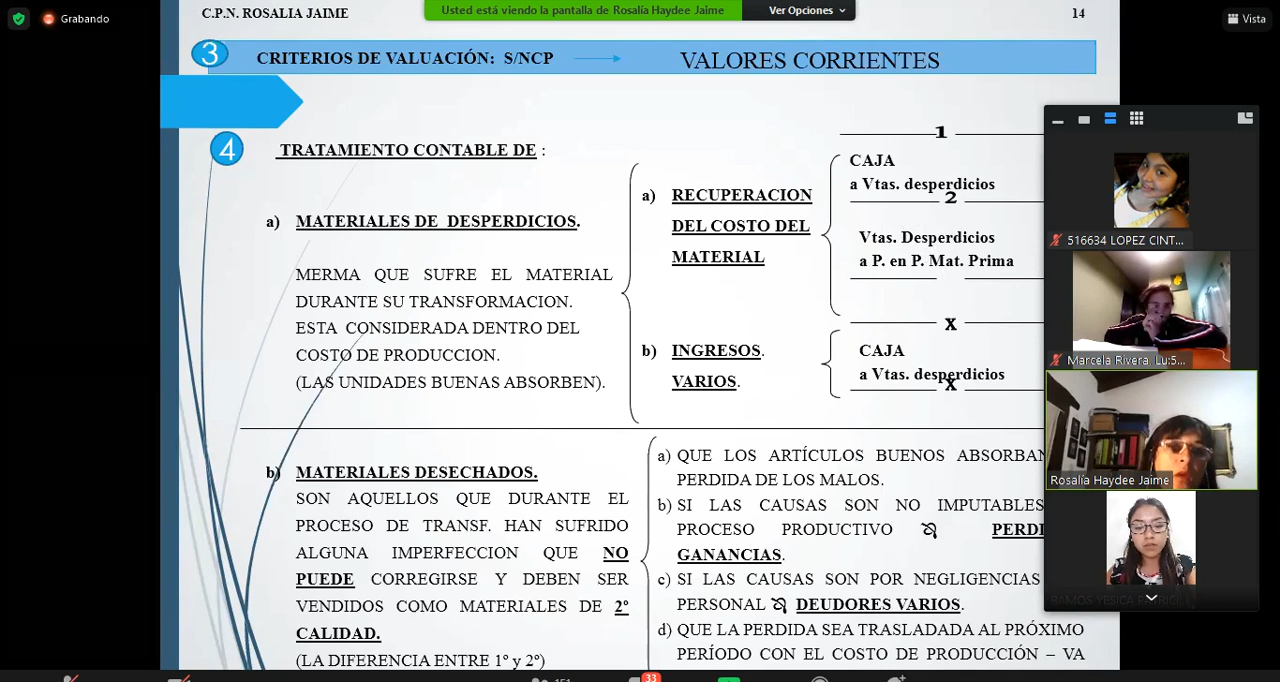 Grabando
C.P.N. ROSALIA JAIME
Usted está viendo la pantalla de Rosalía Haydee Jaime
Ver Opciones
14
Vista
3
CRITERIOS DE VALUACIÓN: S/NCP
VALORES CORRIENTES
4
TRATAMIENTO CONTABLE DE :
a) MATERIALES DE DESPERDICIOS.
MERMA QUE SUFRE EL MATERIAL
DURANTE SU TRANSFORMACION.
ESTA CONSIDERADA DENTRO DEL
COSTO DE PRODUCCION.
(LAS UNIDADES BUENAS ABSORBEN).
a) RECUPERACION
DEL COSTO DEL
MATERIAL
1
CAJA
a Vtas. desperdicios
2
Vtas. Desperdicios
a P. en P. Mat. Prima
b) INGRESOS.
VARIOS.
X
CAJA
a Vtas. desperdicios
X
b) MATERIALES DESECHADOS.
SON AQUELLOS QUE DURANTE EL
PROCESO DE TRANSF. HAN SUFRIDO
ALGUNA IMPERFECCION QUE NO
PUEDE CORREGIRSE Y DEBEN SER
VENDIDOS COMO MATERIALES DE 2º
CALIDAD.
(LA DIFERENCIA ENTRE 1º y 2º)
a) QUE LOS ARTÍCULOS BUENOS ABSORBAN
PERDIDA DE LOS MALOS.
b) SI LAS CAUSAS SON NO IMPUTABLES
PROCESO PRODUCTIVO
GANANCIAS.
c) SI LAS CAUSAS SON POR NEGLIGENCIAS
PERSONAL DEUDORES VARIOS.
d) QUE LA PERDIDA SEA TRASLADADA AL PRÓXIMO
PERÍODO CON EL COSTO DE PRODUCCIÓN – VA
516634 LOPEZ CINT...
Marcela Rivera. Lu:5...
Rosalía Haydee Jaime
33